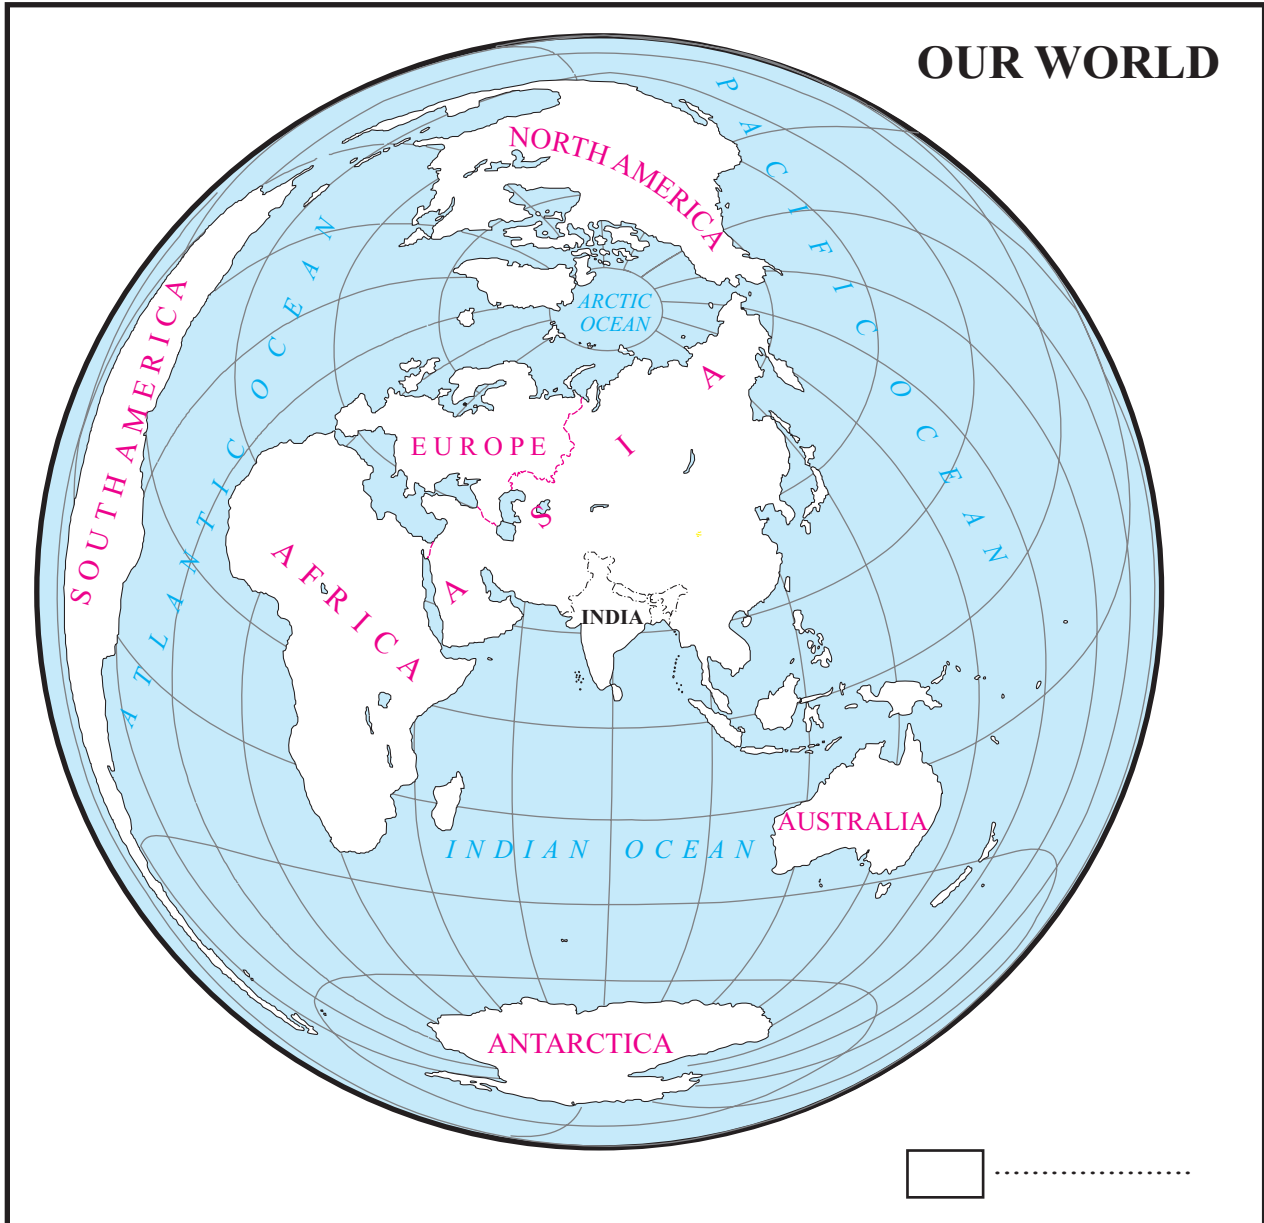 OUR WORLD
PACIFIC OCEAN
NORTH AMERICA
ATLANTIC OCEAN
ARCTIC
OCEAN
SOUTH AMERICA
EUROPE
ASIA
AFRICA
INDIA
AUSTRALIA
INDIAN OCEAN
ANTARCTICA